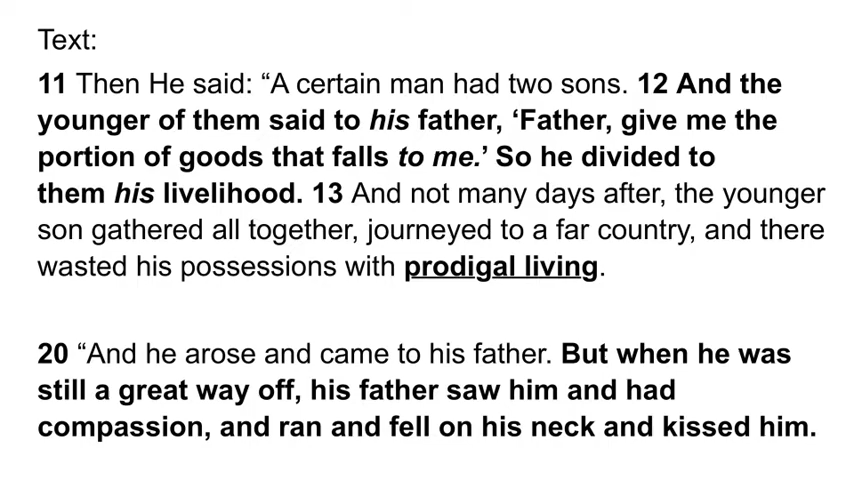 Text:
11 Then He said: “A certain man had two sons. 12 And the
younger of them said to his father, ‘Father, give me the
portion of goods that falls to me.’ So he divided to
them his livelihood. 13 And not many days after, the younger
son gathered all together, journeyed to a far country, and there
wasted his possessions with prodigal living.
20 “And he arose and came to his father. But when he was
still a great way off, his father saw him and had
compassion, and ran and fell on his neck and kissed him.